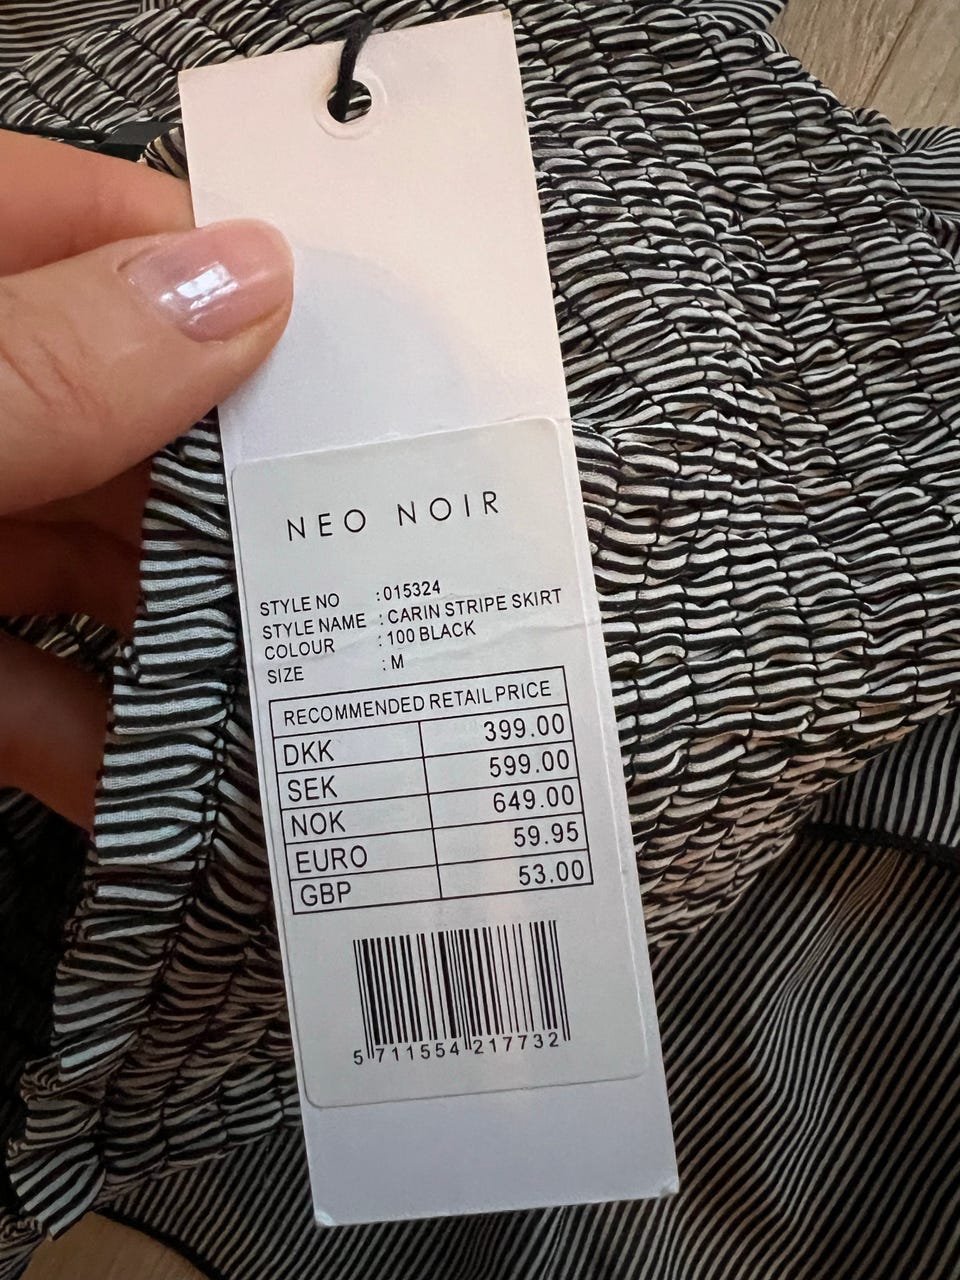 NEO NOIR
STYLE NO : 015324
STYLE NAME : CARIN STRIPE SKIRT
COLOUR : 100 BLACK
SIZE : M
RECOMMENDED RETAIL PRICE
DKK 399.00
SEK 599.00
NOK 649.00
EURO 59.95
GBP 53.00
5 711554 217732